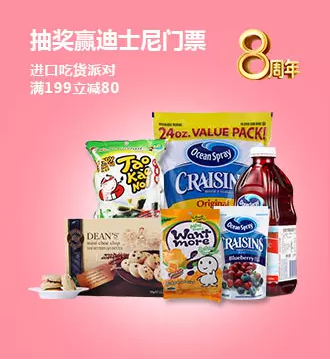 抽奖赢迪士尼门票
8周年
进口吃货派对
满199立减80
24oz. VALUE PACK!
Ocean Spray
CRAISINS
Original
Tao
Kae
Noi
DEAN'S
Want
more
Ocean Spray
CRAISINS
Blueberry